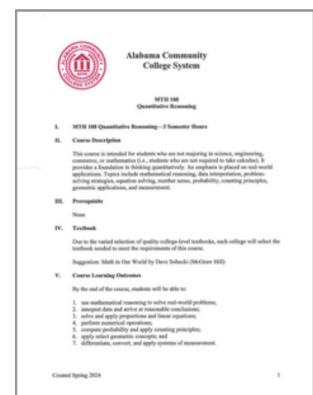 ALABAMA COMMUNITY
COLLEGE SYSTEM
Alabama Community
College System
MTH 108
Quantitative Reasoning
I. MTH 108 Quantitative Reasoning—3 Semester Hours
II. Course Description
This course is intended for students who are not majoring in science, engineering,
commerce, or mathematics (i.e., students who are not required to take calculus). It
provides a foundation in thinking quantitatively. An emphasis is placed on real-world
applications. Topics include mathematical reasoning, data interpretation, problem-
solving strategies, equation solving, number sense, probability, counting principles,
geometric applications, and measurement.
III. Prerequisite
None
IV. Textbook
Due to the varied selection of quality college-level textbooks, each college will select the
textbook needed to meet the requirements of this course.
Suggestion: Math in Our World by Dave Sobecki (McGraw Hill)
V. Course Learning Outcomes
By the end of the course, students will be able to:
1. use mathematical reasoning to solve real-world problems;
2. interpret data and arrive at reasonable conclusions;
3. solve and apply proportions and linear equations;
4. perform numerical operations;
5. compute probability and apply counting principles;
6. apply select geometric concepts; and
7. differentiate, convert, and apply systems of measurement.
Created Spring 2024 1